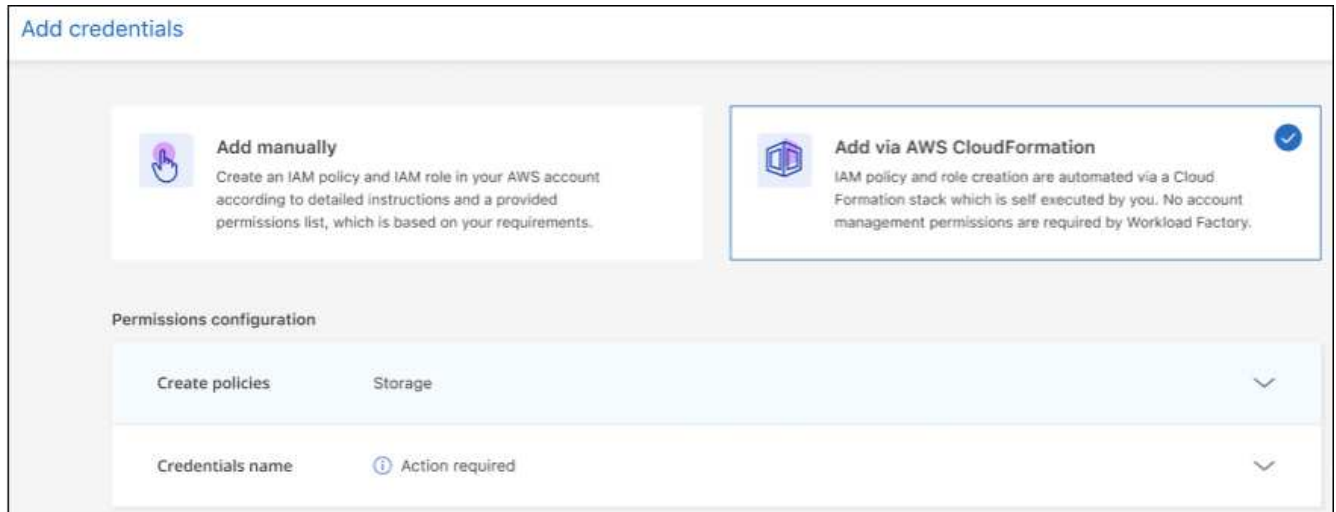 Add credentials
Add manually
Create an IAM policy and IAM role in your AWS account
according to detailed instructions and a provided
permissions list, which is based on your requirements.
Add via AWS CloudFormation
IAM policy and role creation are automated via a Cloud
Formation stack which is self executed by you. No account
management permissions are required by Workload Factory.
Permissions configuration
Create policies Storage
Credentials name Action required